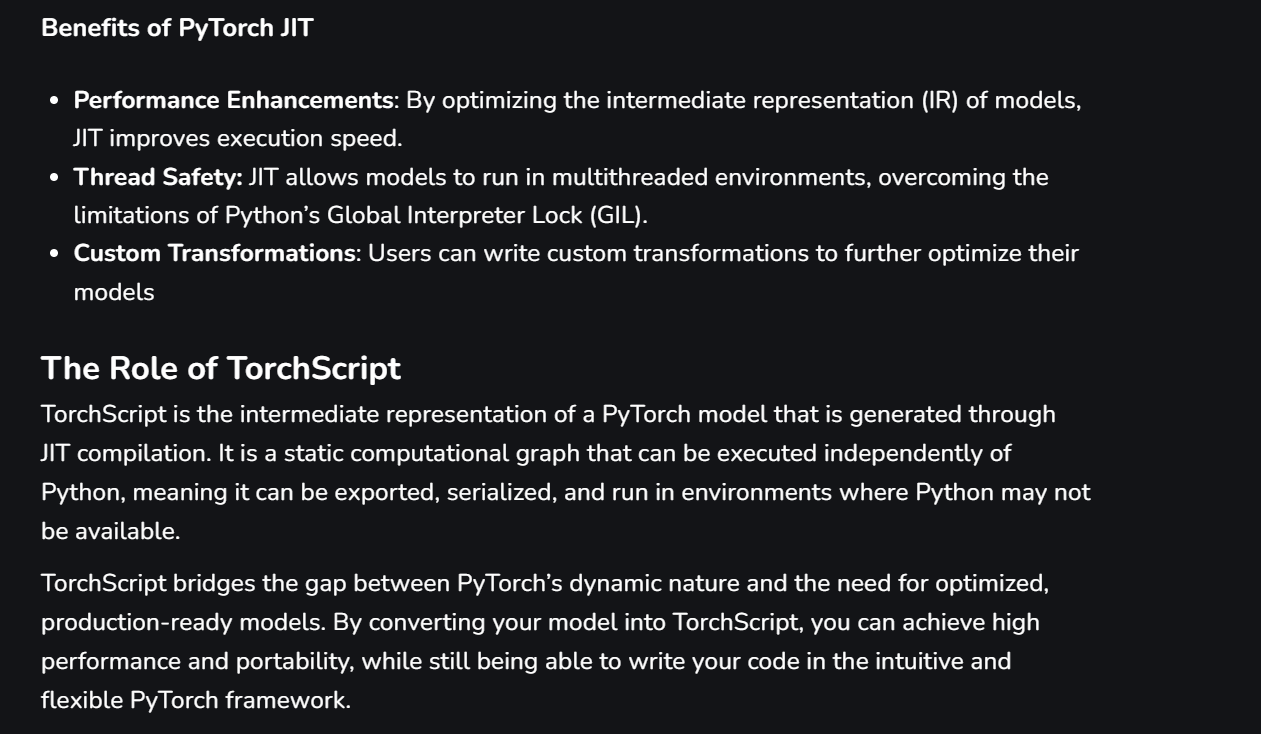 Benefits of PyTorch JIT
• Performance Enhancements: By optimizing the intermediate representation (IR) of models,
JIT improves execution speed.
• Thread Safety: JIT allows models to run in multithreaded environments, overcoming the
limitations of Python’s Global Interpreter Lock (GIL).
• Custom Transformations: Users can write custom transformations to further optimize their
models
The Role of TorchScript
TorchScript is the intermediate representation of a PyTorch model that is generated through
JIT compilation. It is a static computational graph that can be executed independently of
Python, meaning it can be exported, serialized, and run in environments where Python may not
be available.
TorchScript bridges the gap between PyTorch’s dynamic nature and the need for optimized,
production-ready models. By converting your model into TorchScript, you can achieve high
performance and portability, while still being able to write your code in the intuitive and
flexible PyTorch framework.